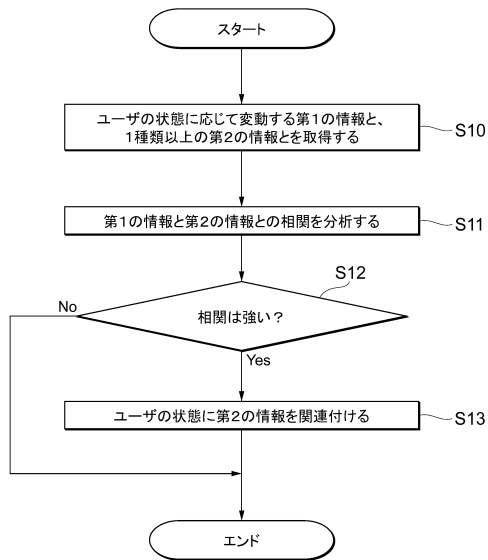 スタート
ユーザの状態に応じて変動する第1の情報と、
1種類以上の第2の情報とを取得する
S10
第1の情報と第2の情報との相関を分析する
S11
S12
相関は強い？
No
Yes
ユーザの状態に第2の情報を関連付ける
S13
エンド